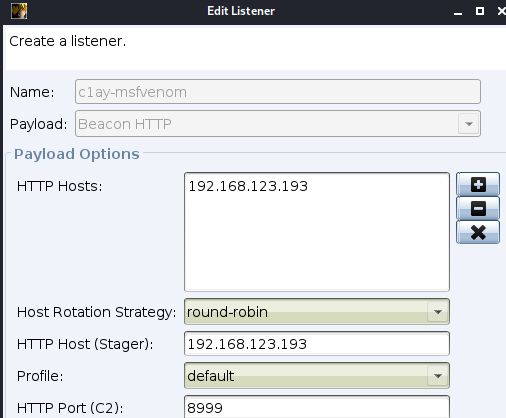 Edit Listener
Create a listener.
Name: c1ay-msfvenom
Payload: Beacon HTTP
Payload Options
HTTP Hosts: 192.168.123.193
Host Rotation Strategy: round-robin
HTTP Host (Stager): 192.168.123.193
Profile: default
HTTP Port (C2): 8999